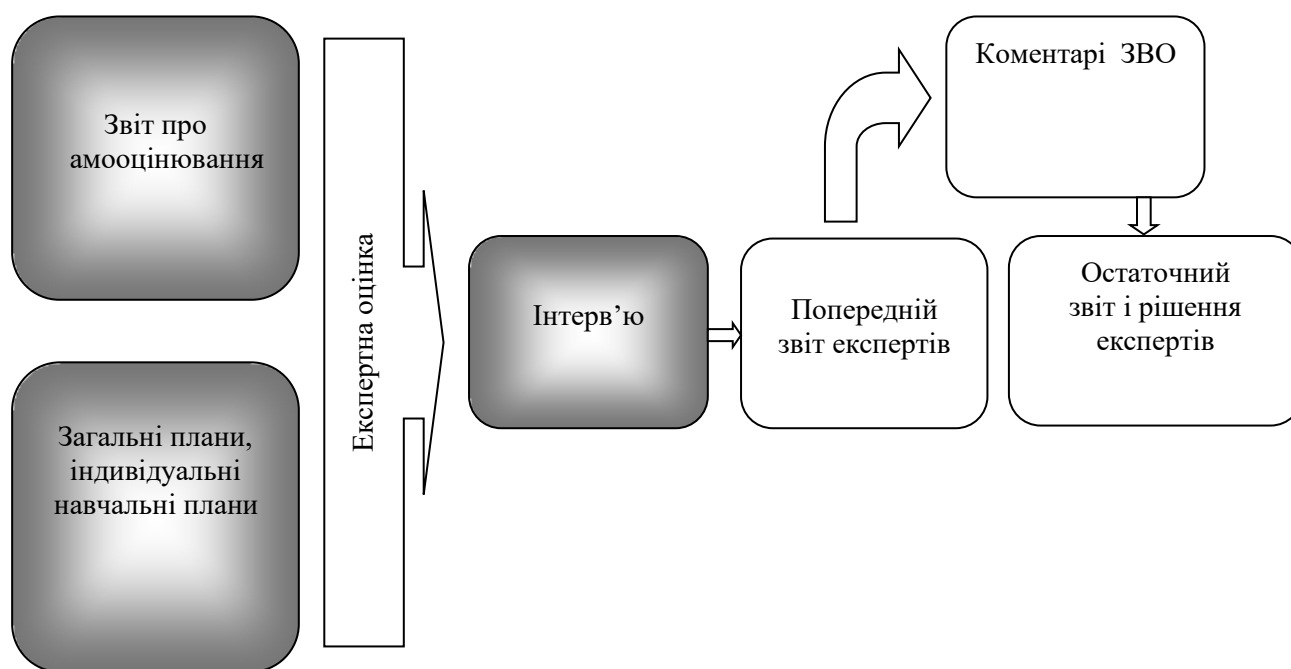 Звіт про
амооцінювання
Загальні плани,
індивідуальні
навчальні плани
Експертна оцінка
Інтерв’ю
Попередній
звіт експертів
Коментарі ЗВО
Остаточний
звіт і рішення
експертів